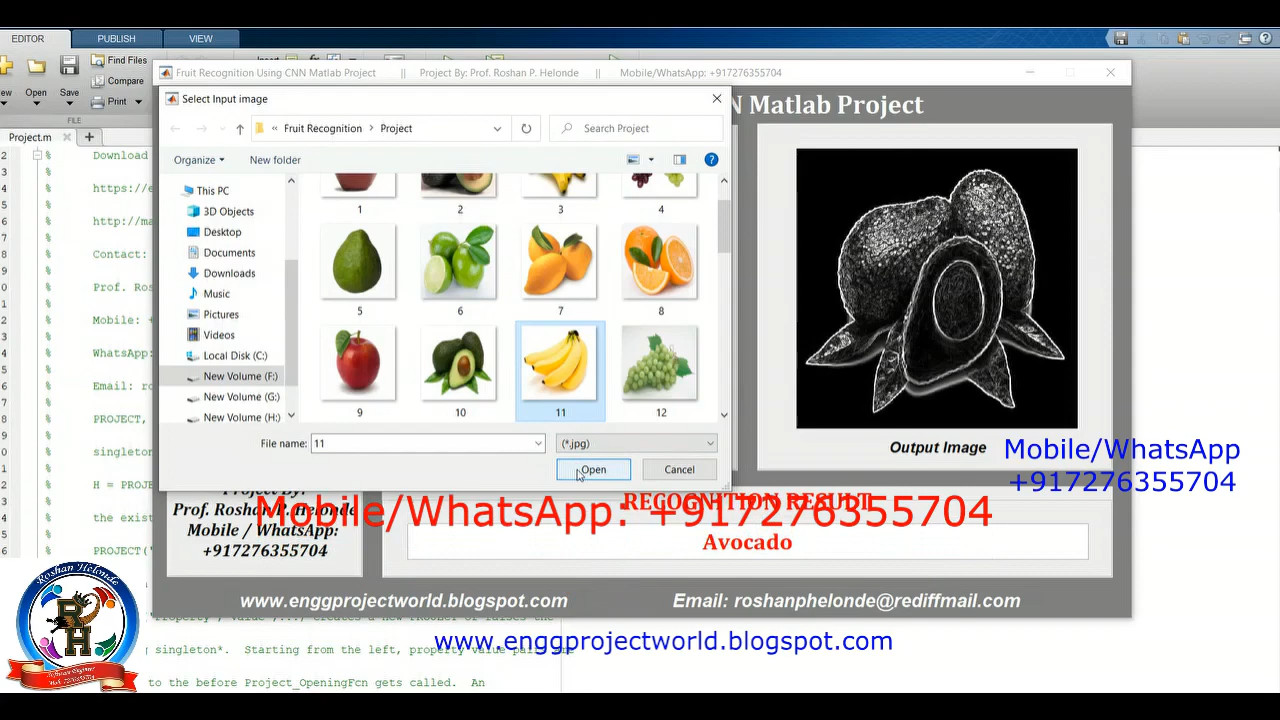 EDITOR PUBLISH VIEW
Find Files
Compare
Print
Open Save
FILE
Project.m
Fruit Recognition Using CNN Matlab Project || Project By: Prof. Roshan P. Helonde || Mobile/WhatsApp: +917276355704
Matlab Project
Select Input image
« Fruit Recognition > Project
Search Project
Organize
New folder
This PC
3D Objects
Desktop
Documents
Downloads
Music
Pictures
Videos
Local Disk (C:)
New Volume (F:)
New Volume (G:)
New Volume (H:)
1 2 3 4
5 6 7 8
9 10 11 12
File name: 11
(*.jpg)
Open Cancel
% Download
% https://e
% http://ma
% Contact:
% Prof. Ros
% Mobile: +
% WhatsApp:
% Email: ro
% PROJECT,
% singleton
% H = PROJE
% the exist
% PROJECT('
Output Image
Mobile/WhatsApp
+917276355704
RECOGNITION RESULT
Avocado
Project By:
Prof. Roshan P. Helonde
Mobile / WhatsApp:
+917276355704
Mobile/WhatsApp: +917276355704
www.enggprojectworld.blogspot.com
Email: roshanphelonde@rediffmail.com
www.enggprojectworld.blogspot.com
singleton*. Starting from the left, property value
to the before Project_OpeningFcn gets called. An
Roshan Helonde
R H
Software Engineer